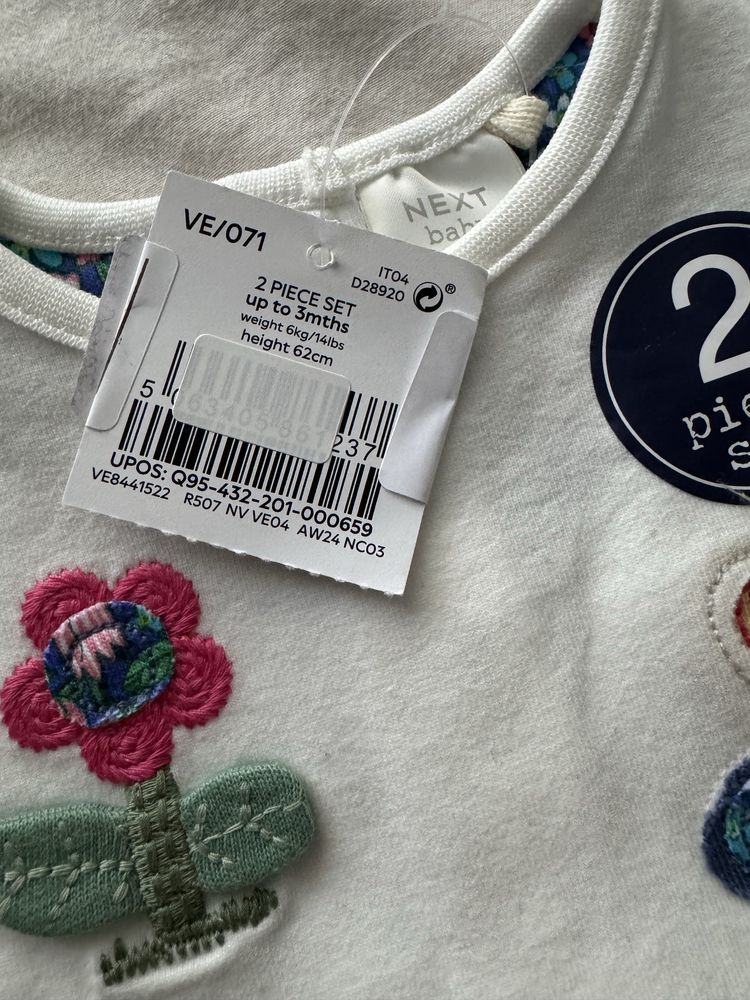 NEXT
baby
VE/071
IT04
D28920
®
2 PIECE SET
up to 3mths
weight 6kg/14lbs
height 62cm
237
UPOS: Q95-432-201-000659
VE8441522 R507 NV VE04 AW24 NC03
2
pie
s